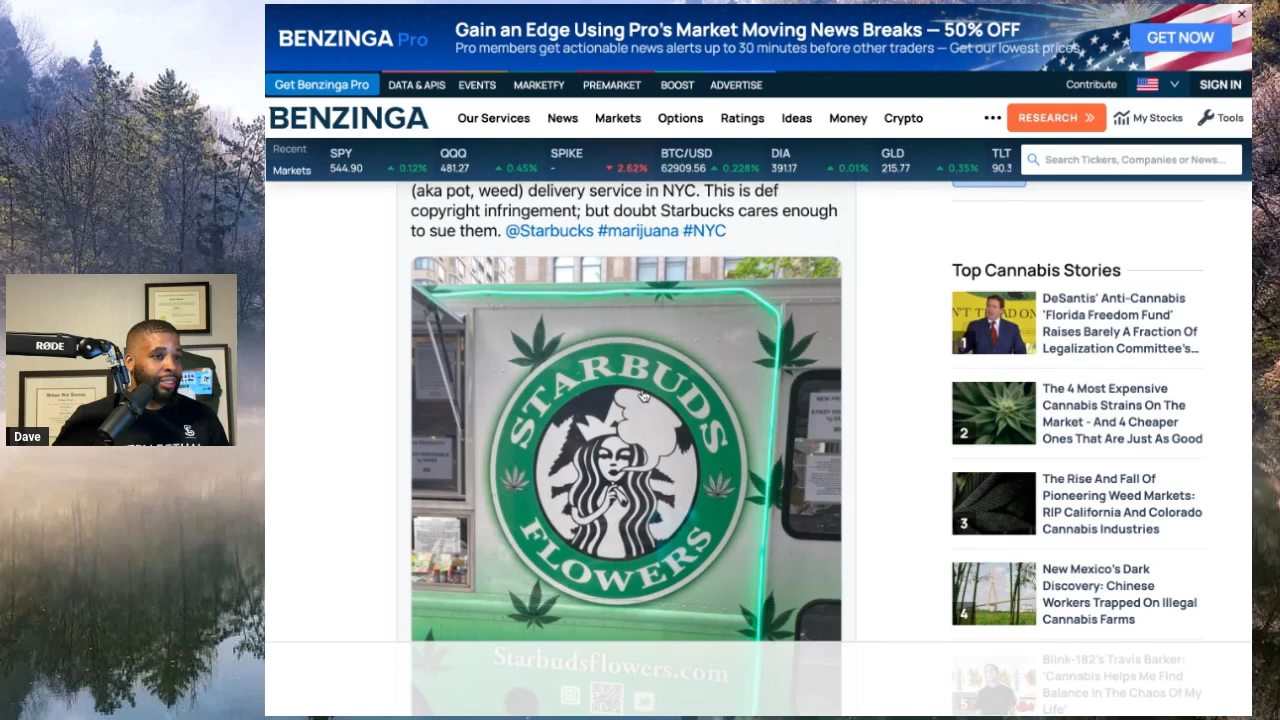 BENZINGA Pro
Gain an Edge Using Pro's Market Moving News Breaks — 50% OFF
Pro members get actionable news alerts up to 30 minutes before other traders — Get our lowest prices
GET NOW
Get Benzinga Pro
DATA & APIS
EVENTS
MARKETFY
PREMARKET
BOOST
ADVERTISE
Contribute
SIGN IN
BENZINGA
Our Services
News
Markets
Options
Ratings
Ideas
Money
Crypto
RESEARCH
My Stocks
Tools
Recent
Markets
SPY
544.90
0.12%
QQQ
481.27
0.45%
SPIKE
-
2.62%
BTC/USD
62909.56
0.228%
DIA
391.17
0.01%
GLD
215.77
0.35%
TLT
90.3
Search Tickers, Companies or News...
(aka pot, weed) delivery service in NYC. This is def
copyright infringement; but doubt Starbucks cares enough
to sue them. @Starbucks #marijuana #NYC
STARBUDS
FLOWERS
Starbudsflowers.com
Top Cannabis Stories
1
DeSantis' Anti-Cannabis
'Florida Freedom Fund'
Raises Barely A Fraction Of
Legalization Committee's...
2
The 4 Most Expensive
Cannabis Strains On The
Market - And 4 Cheaper
Ones That Are Just As Good
3
The Rise And Fall Of
Pioneering Weed Markets:
RIP California And Colorado
Cannabis Industries
4
New Mexico's Dark
Discovery: Chinese
Workers Trapped On Illegal
Cannabis Farms
5
Blink-182's Travis Barker:
'Cannabis Helps Me Find
Balance In The Chaos Of My
Life'
RØDE
Dave